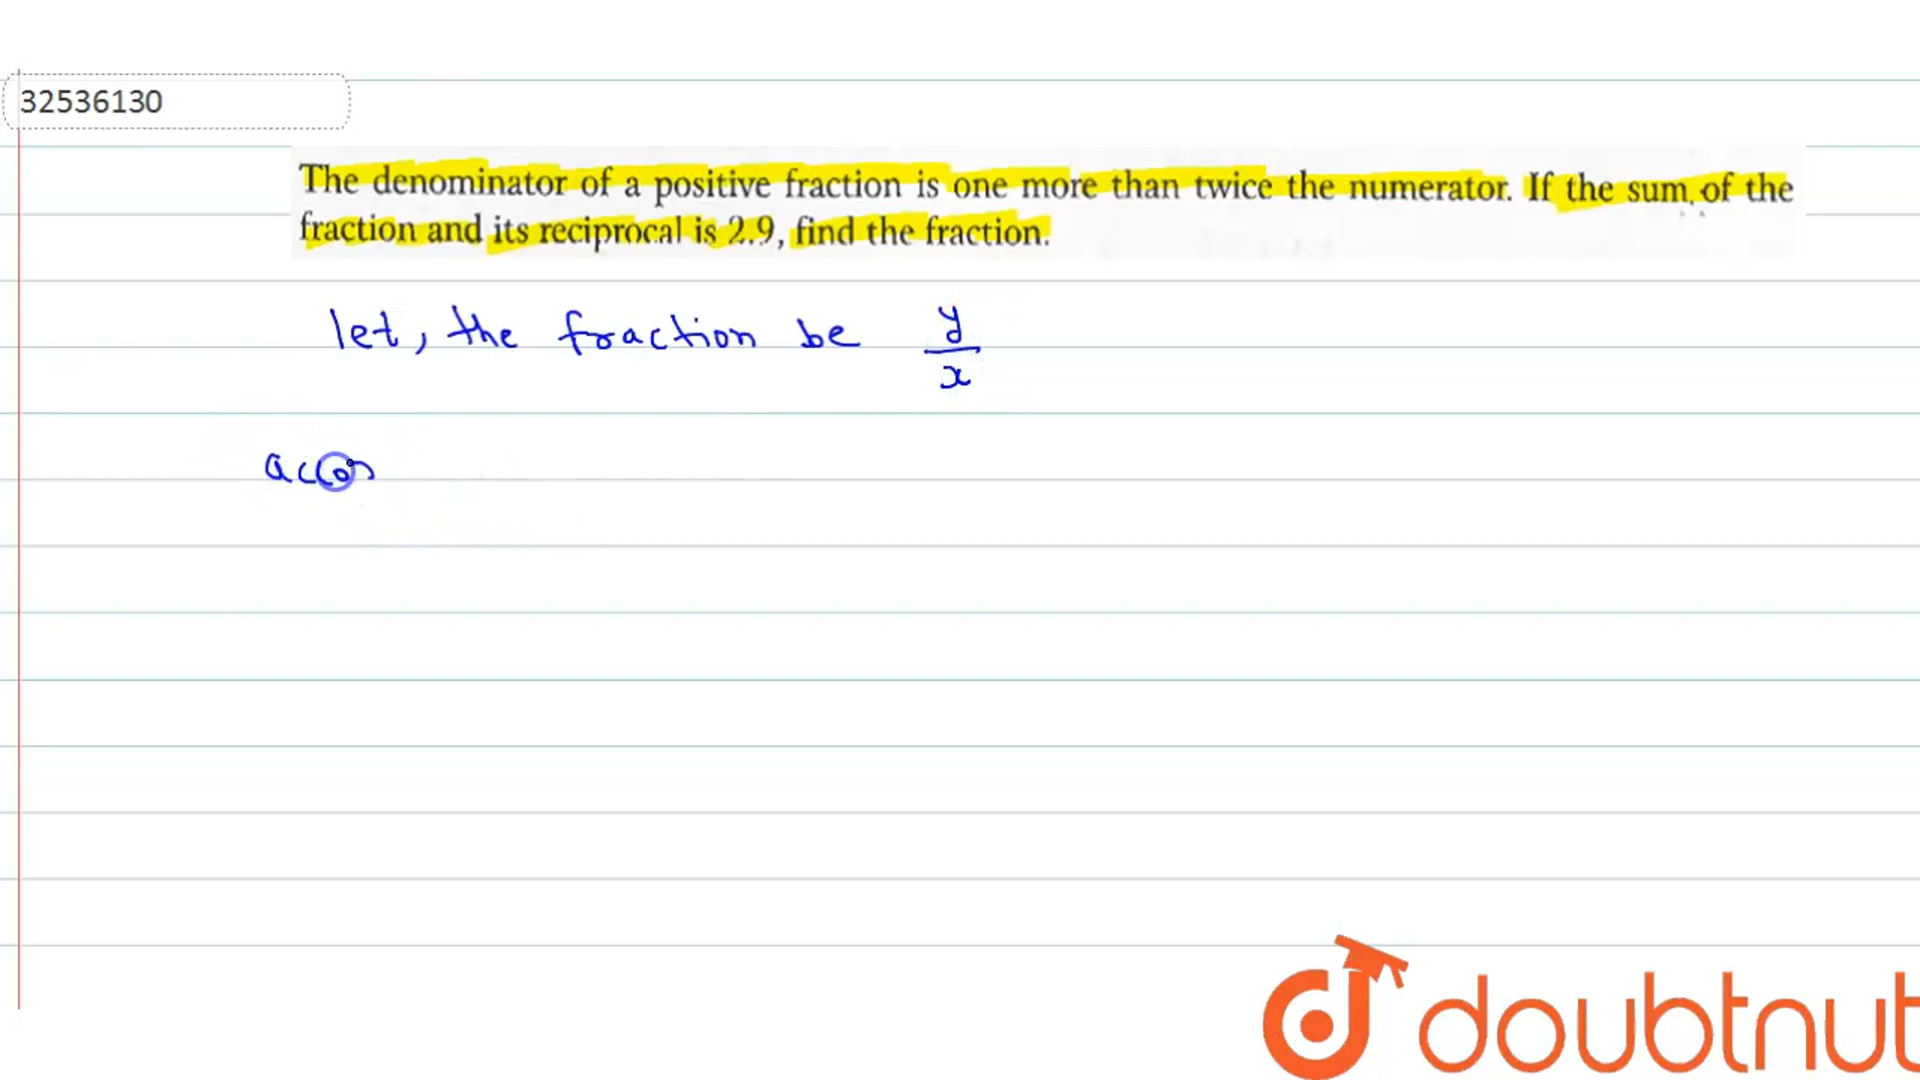 32536130
The denominator of a positive fraction is one more than twice the numerator. If the sum of the
fraction and its reciprocal is 2.9, find the fraction.
let, the fraction be y/x
accor
doubtnut